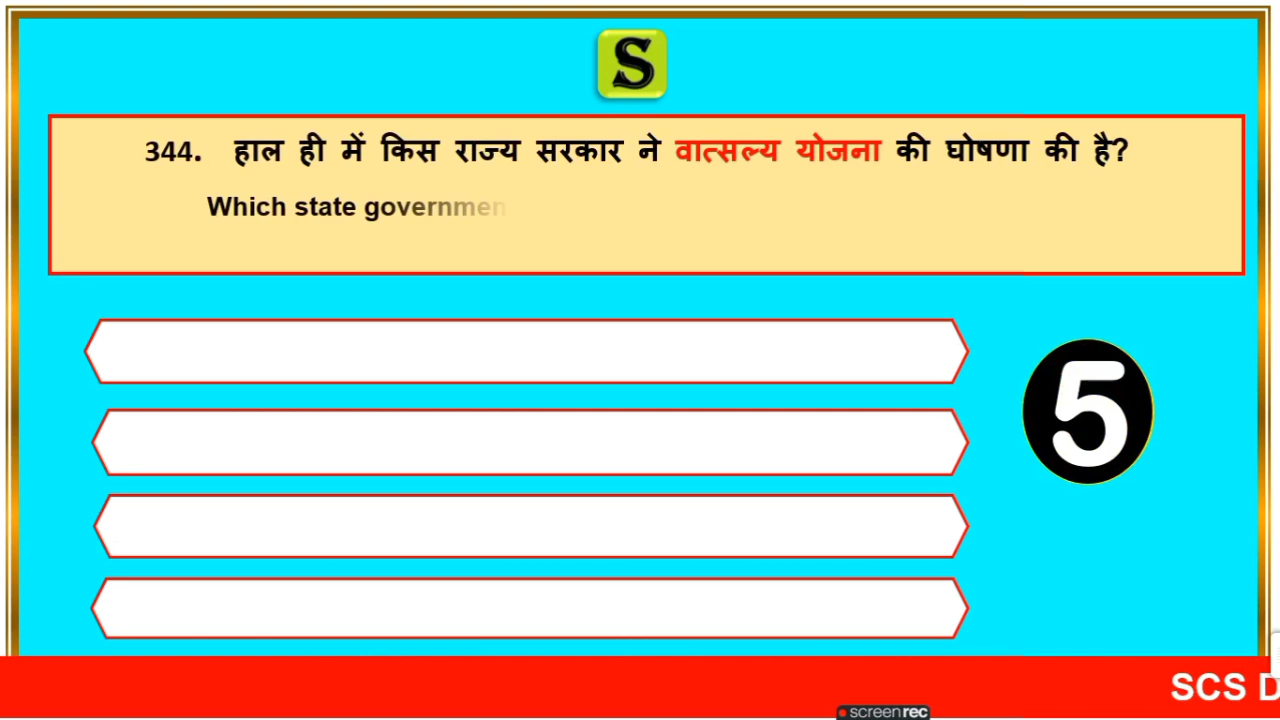 S
344. हाल ही में किस राज्य सरकार ने वात्सल्य योजना की घोषणा की है?
Which state governmen
5
SCS D
screenrec